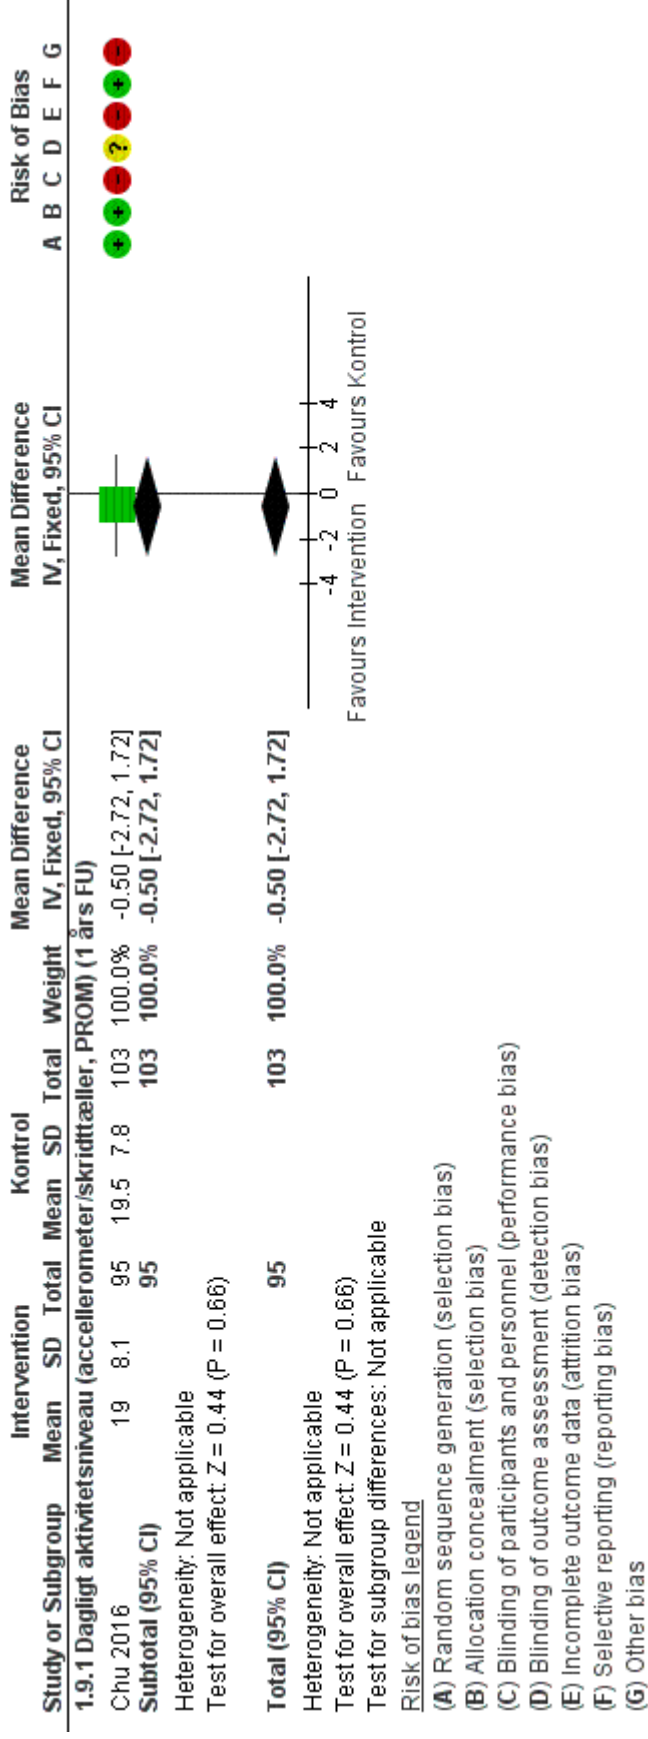 Intervention Kontrol Mean Difference Mean Difference Risk of Bias
Study or Subgroup Mean SD Total Mean SD Total Weight IV, Fixed, 95% CI IV, Fixed, 95% CI A B C D E F G
1.9.1 Dagligt aktivitetsniveau (accellerometer/skridttæller, PROM) (1 års FU)
Chu 2016 19 8.1 95 19.5 7.8 103 100.0% -0.50 [-2.72, 1.72] + + - ? - + -
Subtotal (95% CI) 95 103 100.0% -0.50 [-2.72, 1.72]
Heterogeneity: Not applicable
Test for overall effect: Z = 0.44 (P = 0.66)
Total (95% CI) 95 103 100.0% -0.50 [-2.72, 1.72]
Heterogeneity: Not applicable
Test for overall effect: Z = 0.44 (P = 0.66)
Test for subgroup differences: Not applicable
-4 -2 0 2 4
Favours Intervention Favours Kontrol
Risk of bias legend
(A) Random sequence generation (selection bias)
(B) Allocation concealment (selection bias)
(C) Blinding of participants and personnel (performance bias)
(D) Blinding of outcome assessment (detection bias)
(E) Incomplete outcome data (attrition bias)
(F) Selective reporting (reporting bias)
(G) Other bias